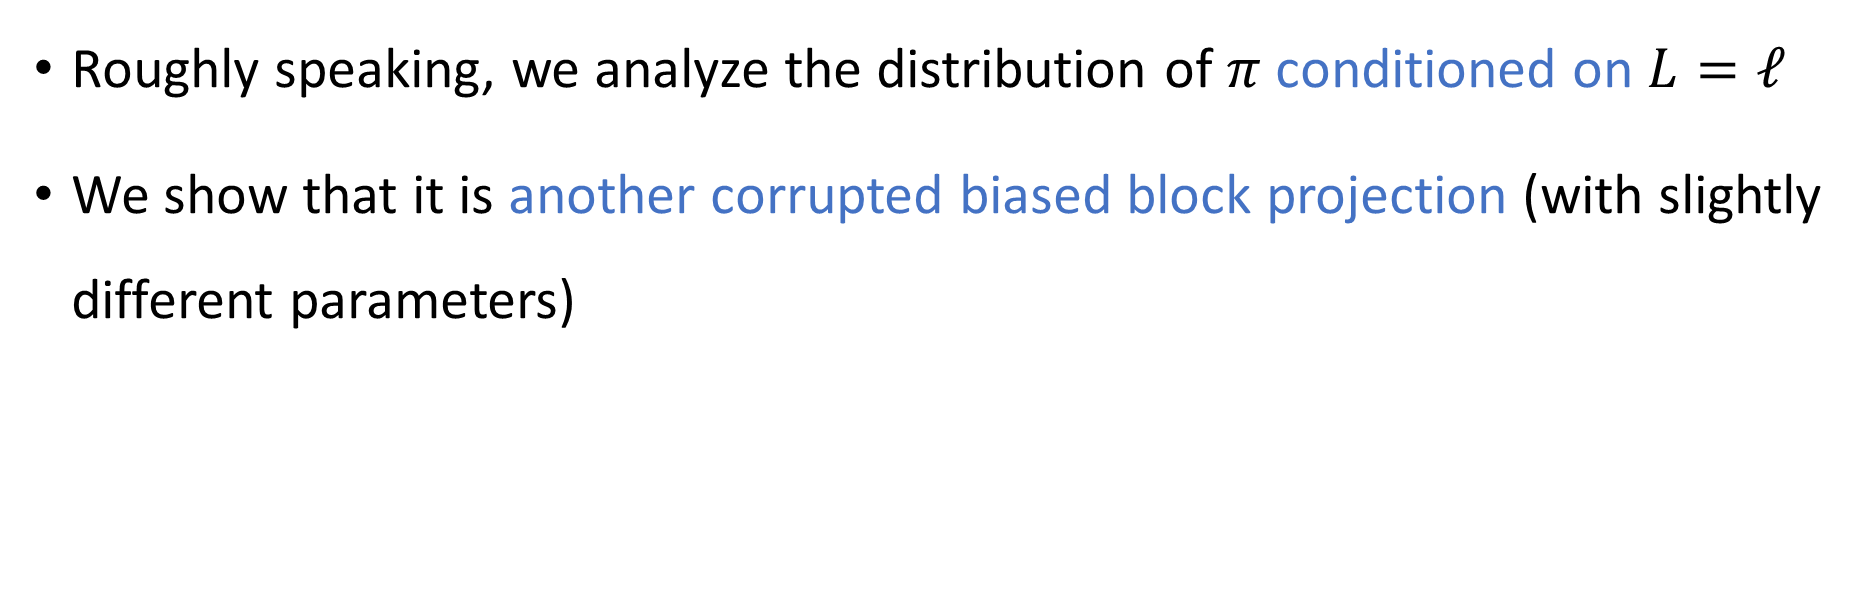 • Roughly speaking, we analyze the distribution of π conditioned on L = ℓ
• We show that it is another corrupted biased block projection (with slightly
different parameters)